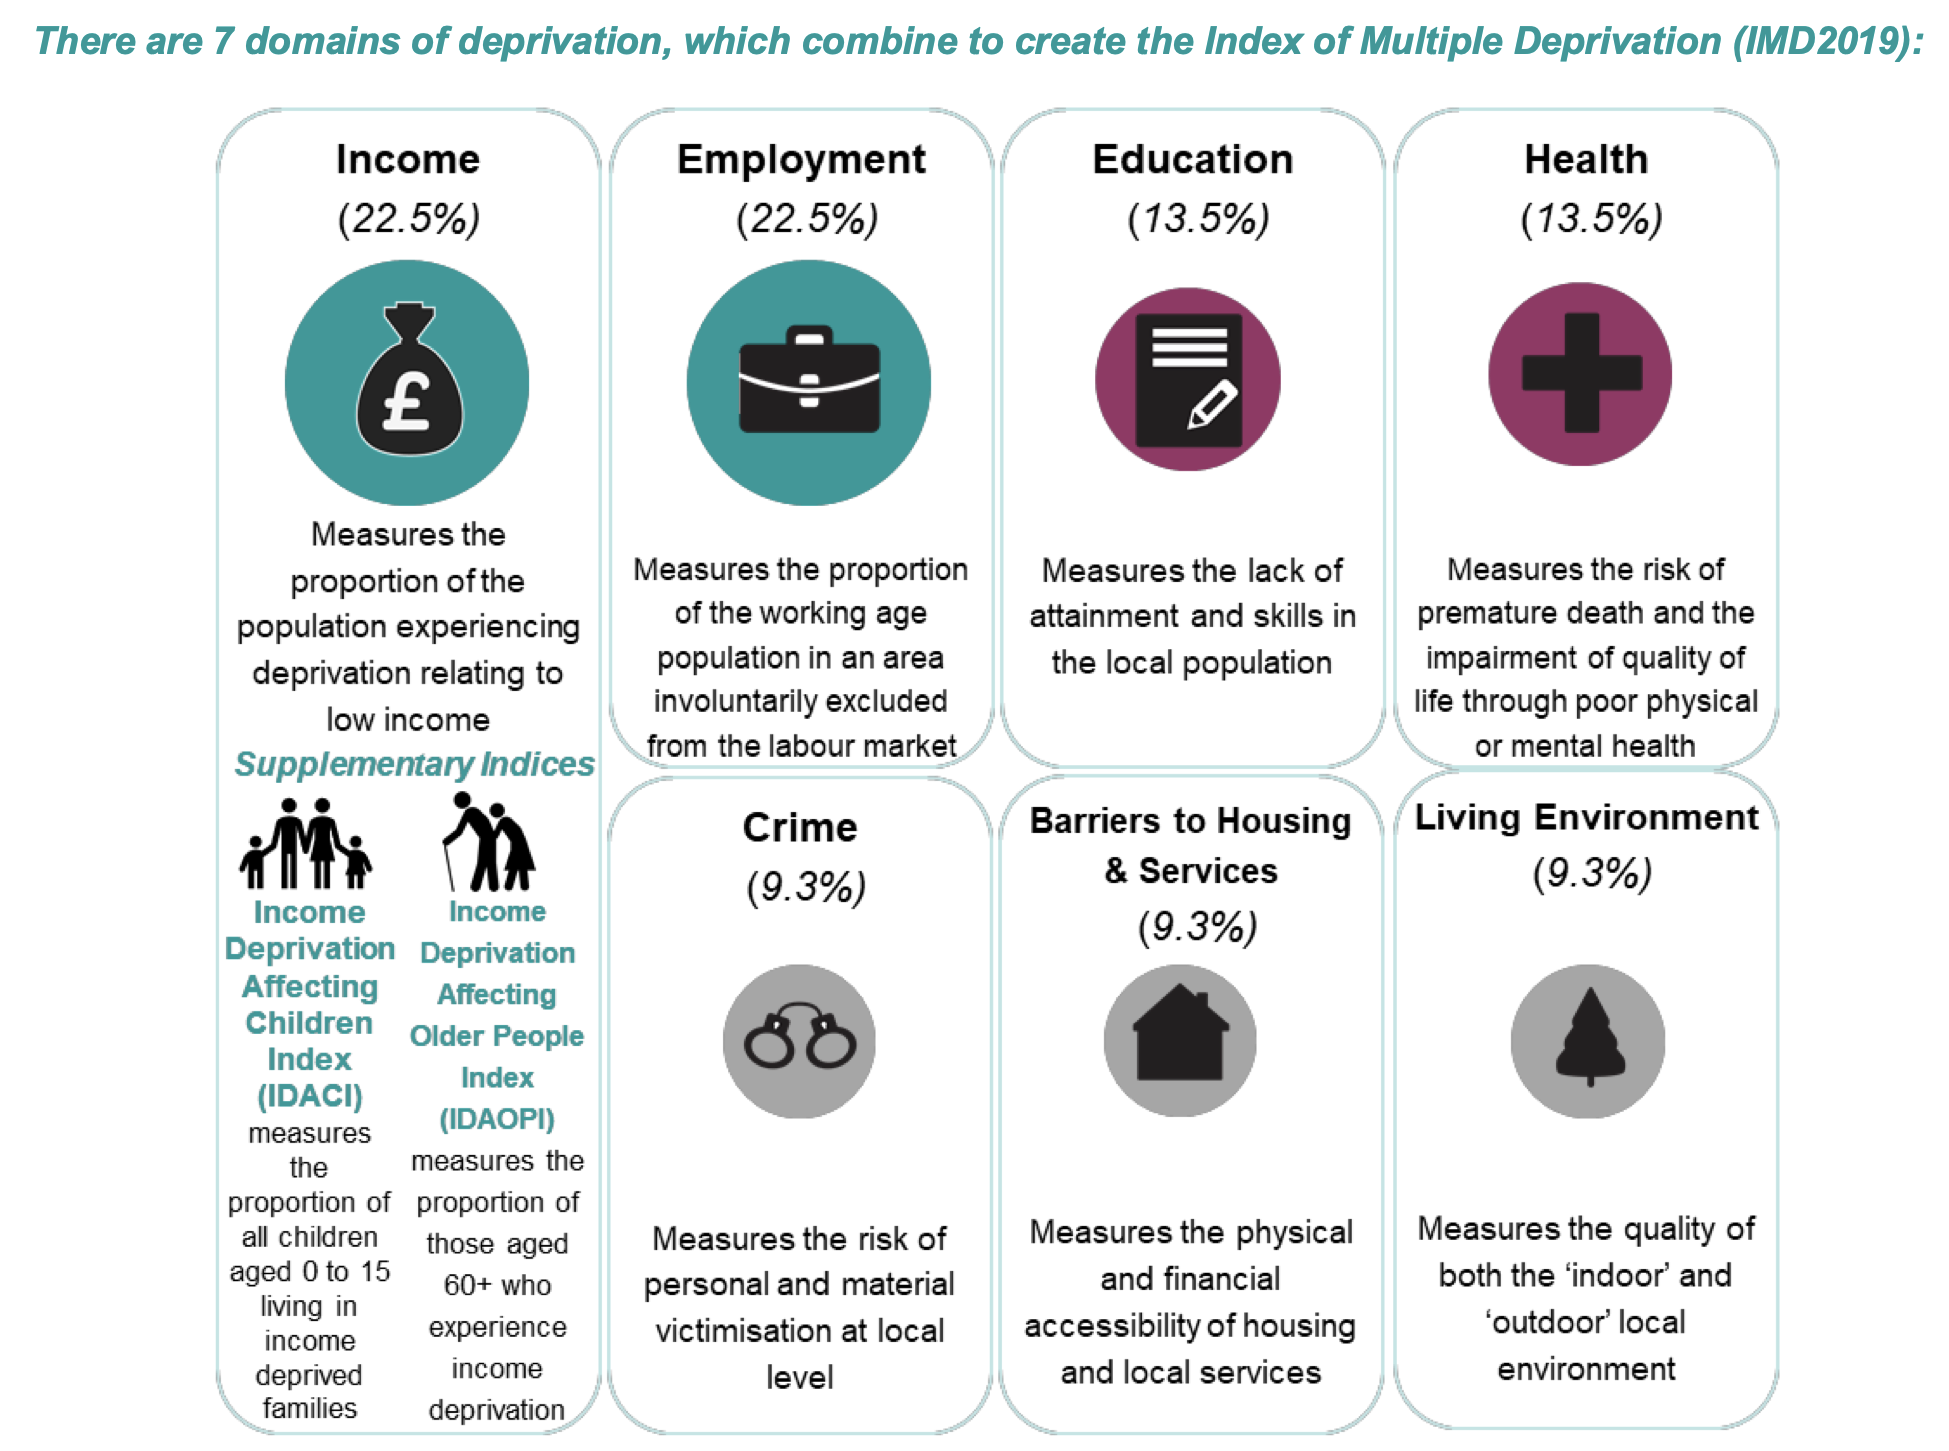 There are 7 domains of deprivation, which combine to create the Index of Multiple Deprivation (IMD2019):
Income
(22.5%)
£
Measures the
proportion of the
population experiencing
deprivation relating to
low income
Supplementary Indices
Income
Deprivation
Affecting
Children
Index
(IDACI)
measures
the
proportion of
all children
aged 0 to 15
living in
income
deprived
families
Income
Deprivation
Affecting
Older People
Index
(IDAOPI)
measures the
proportion of
those aged
60+ who
experience
income
deprivation
Employment
(22.5%)
Measures the proportion
of the working age
population in an area
involuntarily excluded
from the labour market
Education
(13.5%)
Measures the lack of
attainment and skills in
the local population
Health
(13.5%)
Measures the risk of
premature death and the
impairment of quality of
life through poor physical
or mental health
Crime
(9.3%)
Measures the risk of
personal and material
victimisation at local
level
Barriers to Housing
& Services
(9.3%)
Measures the physical
and financial
accessibility of housing
and local services
Living Environment
(9.3%)
Measures the quality of
both the ‘indoor’ and
‘outdoor’ local
environment